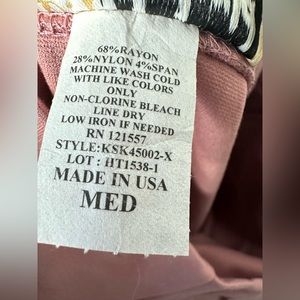 68%RAYON
28%NYLON 4%SPAN
MACHINE WASH COLD
WITH LIKE COLORS
ONLY
NON-CLORINE BLEACH
LINE DRY
LOW IRON IF NEEDED
RN 121557
STYLE:KSK45002-X
LOT : HT1538-1
MADE IN USA
MED